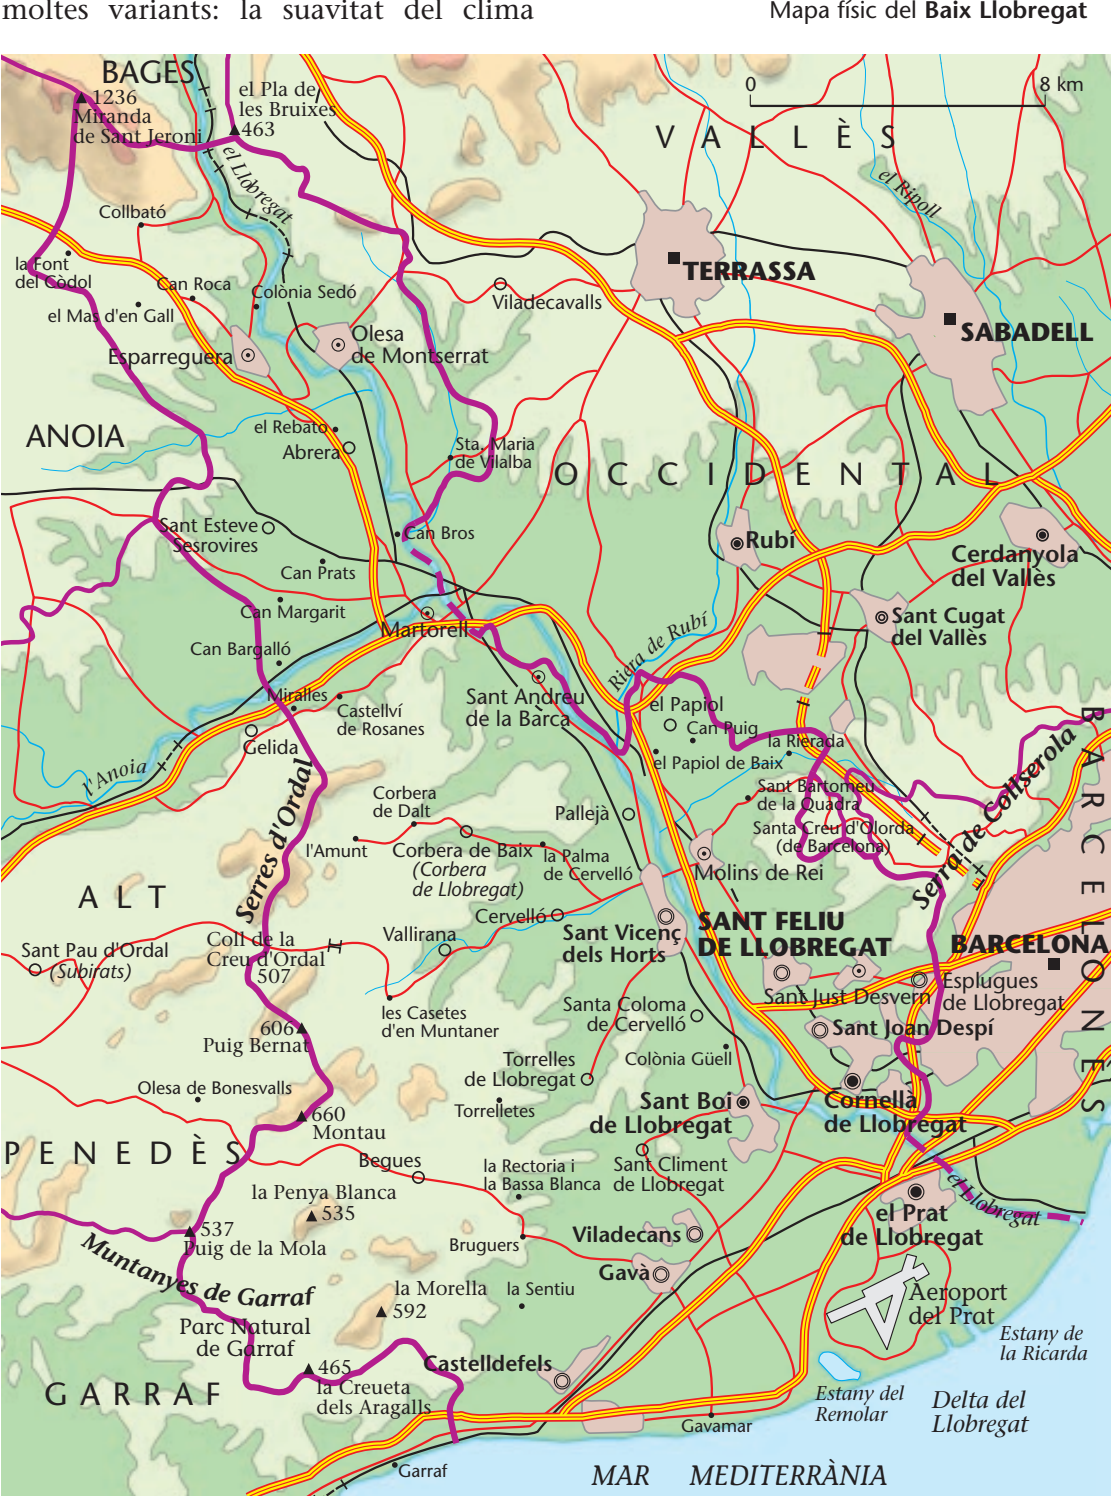 moltes variants: la suavitat del clima
Mapa físic del Baix Llobregat
BAGES
1236
Miranda
de Sant Jeroni
el Pla de
les Bruixes
463
0
8 km
VALLÈS
el Llobregat
el Ripoll
Collbató
la Font
del Còdol
Can Roca
Colònia Sedó
el Mas d'en Gall
Viladecavalls
TERRASSA
SABADELL
Esparreguera
Olesa
de Montserrat
ANOIA
el Rebato
Abrera
Sta. Maria
de Vilalba
OCCIDENTAL
Sant Esteve
Sesrovires
Can Bros
Rubí
Cerdanyola
del Vallès
Can Prats
Can Margarit
Martorell
Sant Cugat
del Vallès
Can Bargalló
Riera de Rubí
Miralles
Castellví
de Rosanes
Sant Andreu
de la Barca
el Papiol
Can Puig
la Rierada
Gelida
el Papiol de Baix
l'Anoia
BARCELONÈS
Serra de Collserola
Serres d'Ordal
Corbera
de Dalt
Pallejà
Sant Bartomeu
de la Quadra
Santa Creu d'Olorda
(de Barcelona)
l'Amunt
Corbera de Baix
(Corbera
de Llobregat)
la Palma
de Cervelló
Molins de Rei
ALT
Cervelló
Sant Vicenç
dels Horts
SANT FELIU
DE LLOBREGAT
BARCELONA
Sant Pau d'Ordal
(Subirats)
Coll de la
Creu d'Ordal
507
Vallirana
Sant Just Desvern
Esplugues
de Llobregat
les Casetes
d'en Muntaner
Santa Coloma
de Cervelló
Sant Joan Despí
606
Puig Bernat
Torrelles
de Llobregat
Colònia Güell
Olesa de Bonesvalls
Torrelletes
Sant Boi
de Llobregat
Cornellà
de Llobregat
660
Montau
PENEDÈS
Begues
la Rectoria i
la Bassa Blanca
Sant Climent
de Llobregat
la Penya Blanca
535
el Llobregat
el Prat
de Llobregat
537
Puig de la Mola
Bruguers
Viladecans
Gavà
Muntanyes de Garraf
la Morella
592
la Sentiu
Aeroport
del Prat
Parc Natural
de Garraf
Estany de
la Ricarda
465
la Creueta
dels Aragalls
Castelldefels
GARRAF
Estany del
Remolar
Delta del
Llobregat
Gavamar
Garraf
MAR MEDITERRÀNIA